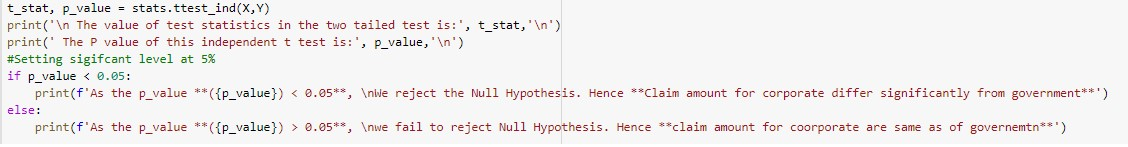 t_stat, p_value = stats.ttest_ind(X,Y)
print('\n The value of test statistics in the two tailed test is:', t_stat,'\n')
print(' The P value of this independent t test is:', p_value,'\n')
#Setting sigifcant level at 5%
if p_value < 0.05:
    print(f'As the p_value **({p_value}) < 0.05**, \nWe reject the Null Hypothesis. Hence **Claim amount for corporate differ significantly from government**')
else:
    print(f'As the p_value **({p_value}) > 0.05**, \nwe fail to reject Null Hypothesis. Hence **claim amount for coorporate are same as of governemtn**')